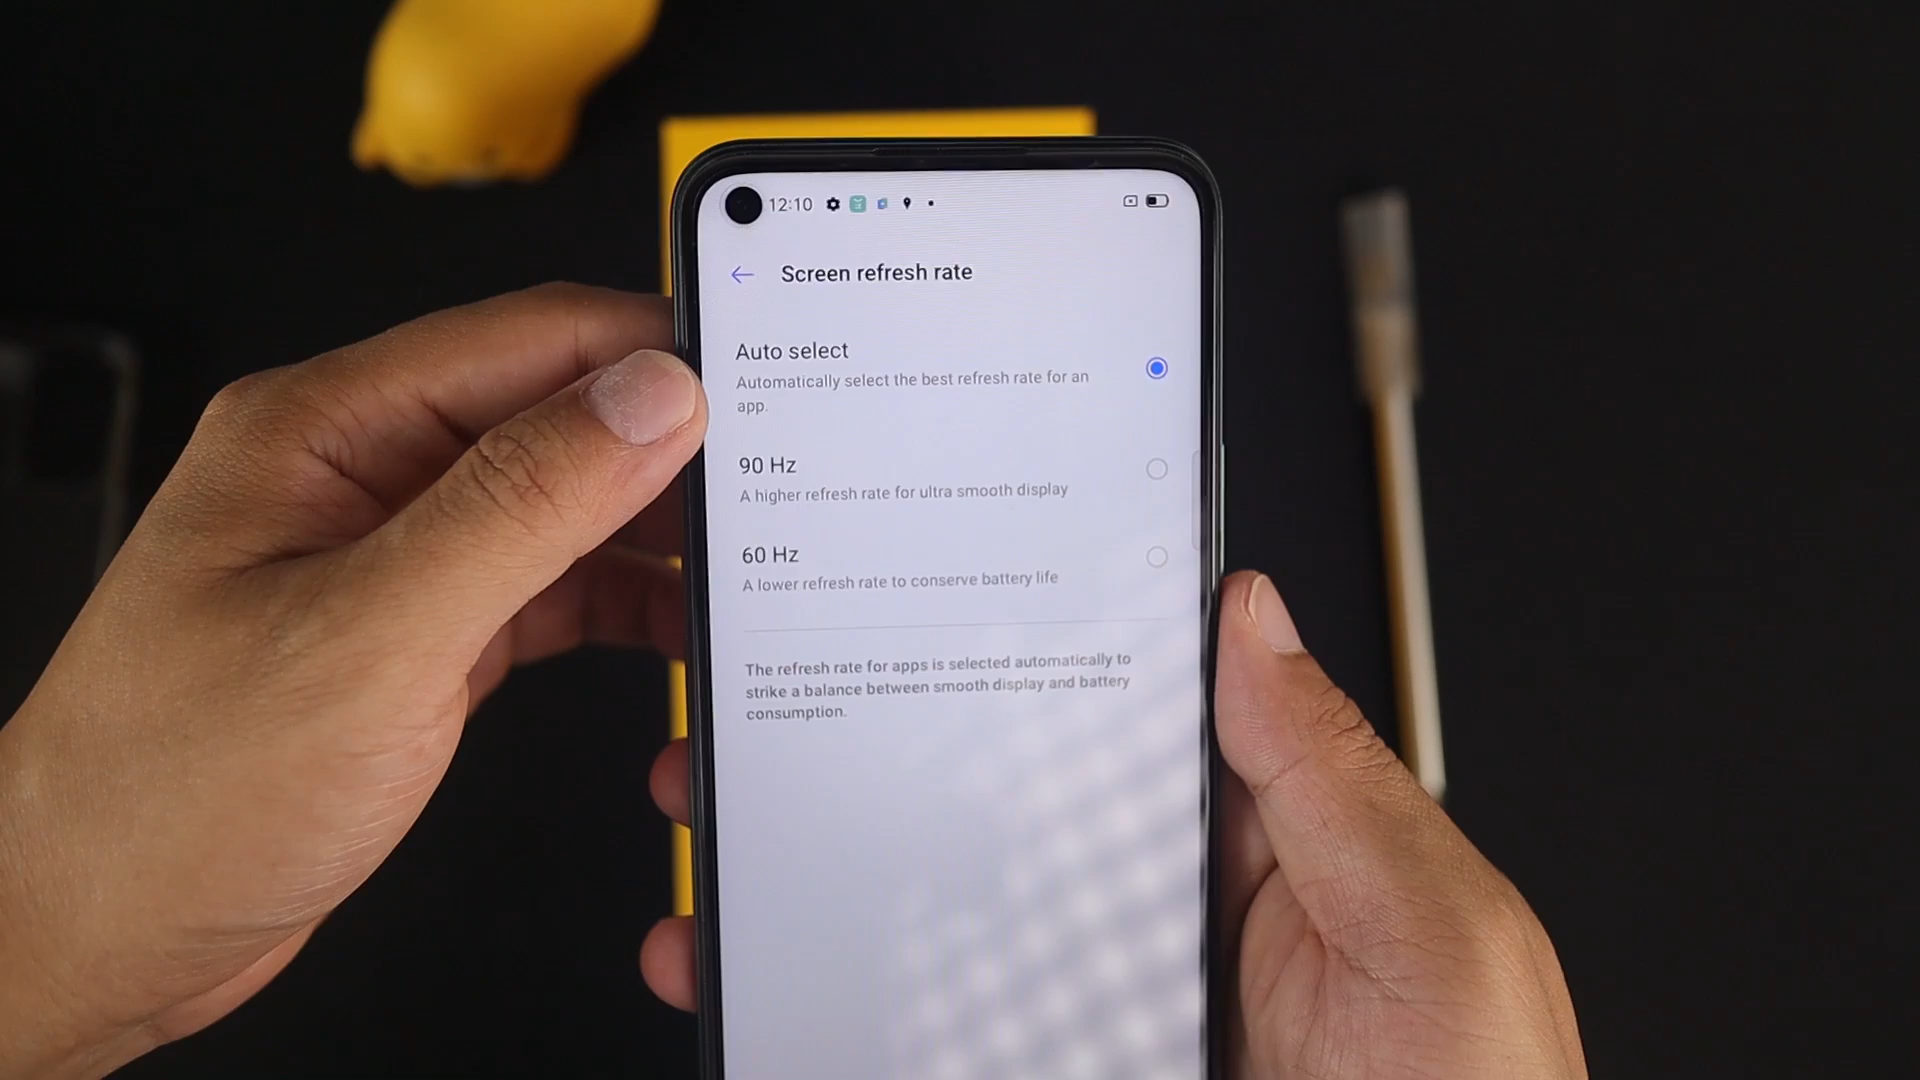 12:10
Screen refresh rate
Auto select
Automatically select the best refresh rate for an
app.
90 Hz
A higher refresh rate for ultra smooth display
60 Hz
A lower refresh rate to conserve battery life
The refresh rate for apps is selected automatically to
strike a balance between smooth display and battery
consumption.